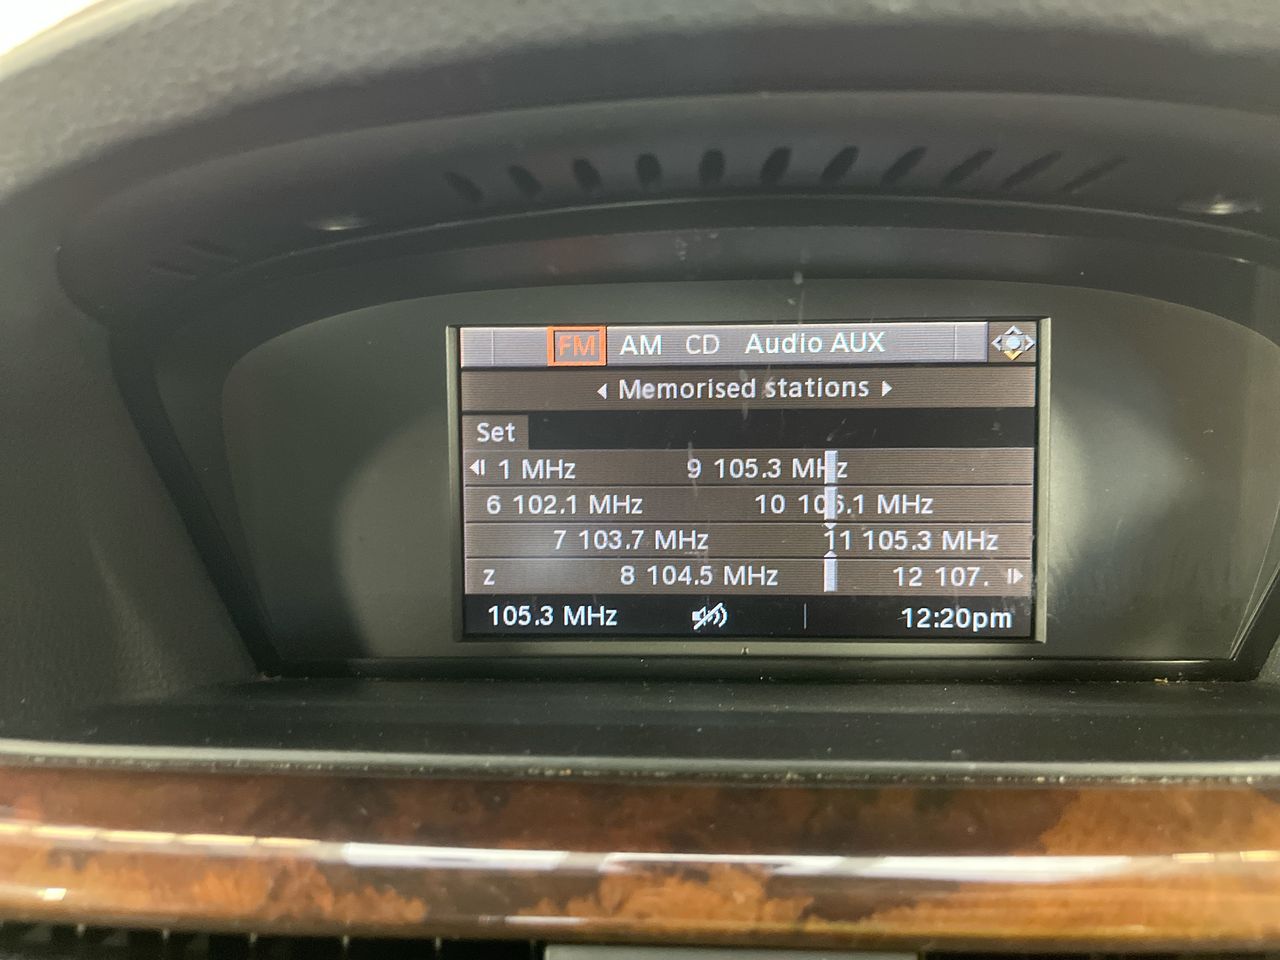 FM AM CD Audio AUX
Memorised stations
Set
1 MHz 9 105.3 MHz
6 102.1 MHz 10 106.1 MHz
7 103.7 MHz 11 105.3 MHz
z 8 104.5 MHz 12 107.
105.3 MHz 12:20pm